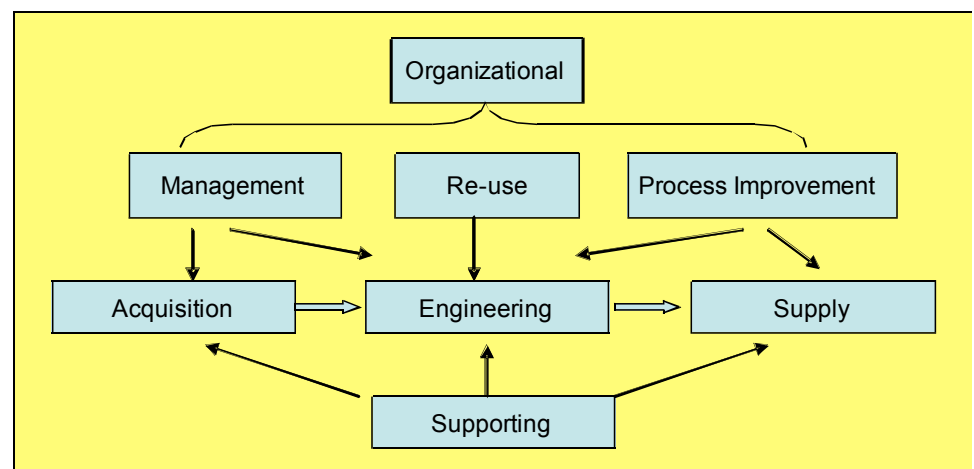 Organizational
Management
Re-use
Process Improvement
Acquisition
Engineering
Supply
Supporting